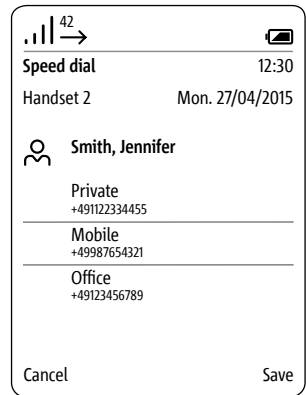 42
Speed dial 12:30
Handset 2 Mon. 27/04/2015
Smith, Jennifer
Private
+491122334455
Mobile
+49987654321
Office
+49123456789
Cancel Save